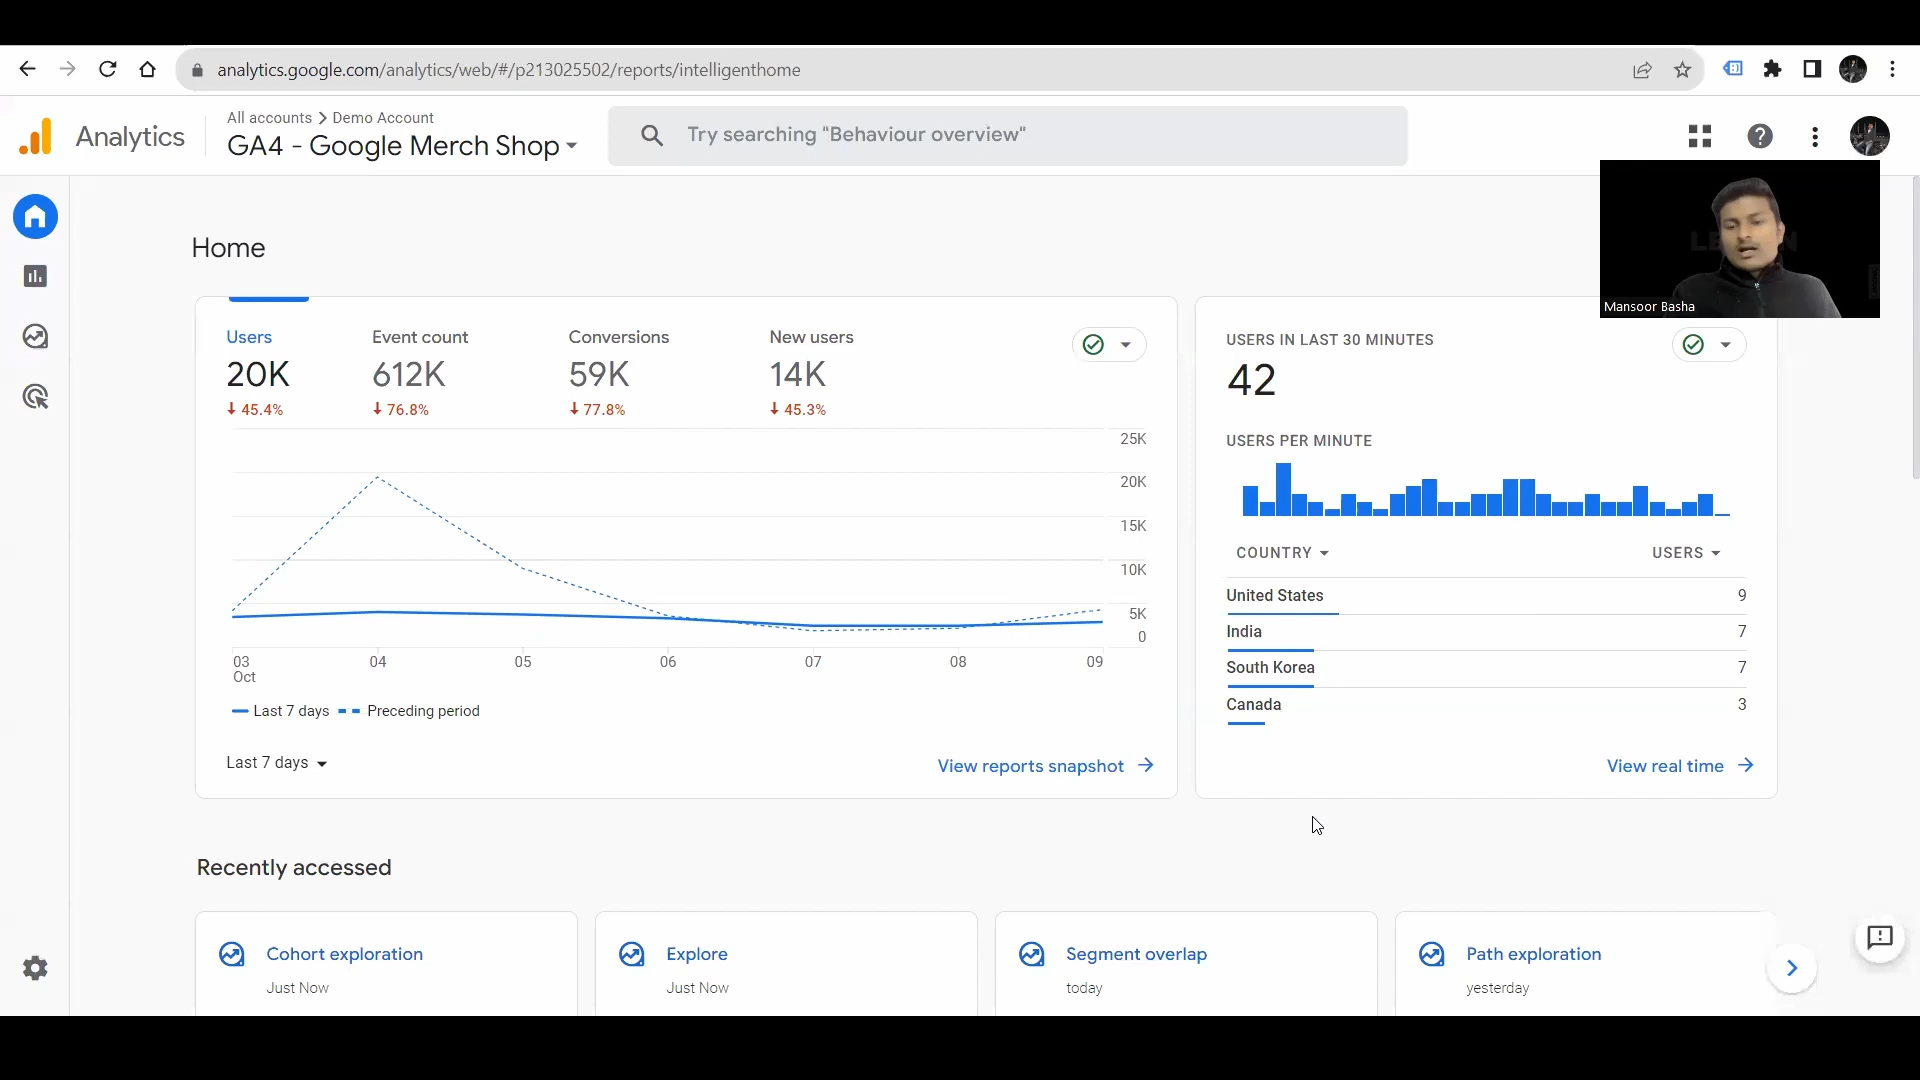 analytics.google.com/analytics/web/#/p213025502/reports/intelligenthome
Analytics
All accounts > Demo Account
GA4 - Google Merch Shop
Try searching "Behaviour overview"
Mansoor Basha
Home
Users
20K
45.4%
Event count
612K
76.8%
Conversions
59K
77.8%
New users
14K
45.3%
25K
20K
15K
10K
5K
0
03
Oct
04
05
06
07
08
09
Last 7 days
Preceding period
Last 7 days
View reports snapshot
USERS IN LAST 30 MINUTES
42
USERS PER MINUTE
COUNTRY
USERS
United States 9
India 7
South Korea 7
Canada 3
View real time
Recently accessed
Cohort exploration
Just Now
Explore
Just Now
Segment overlap
today
Path exploration
yesterday